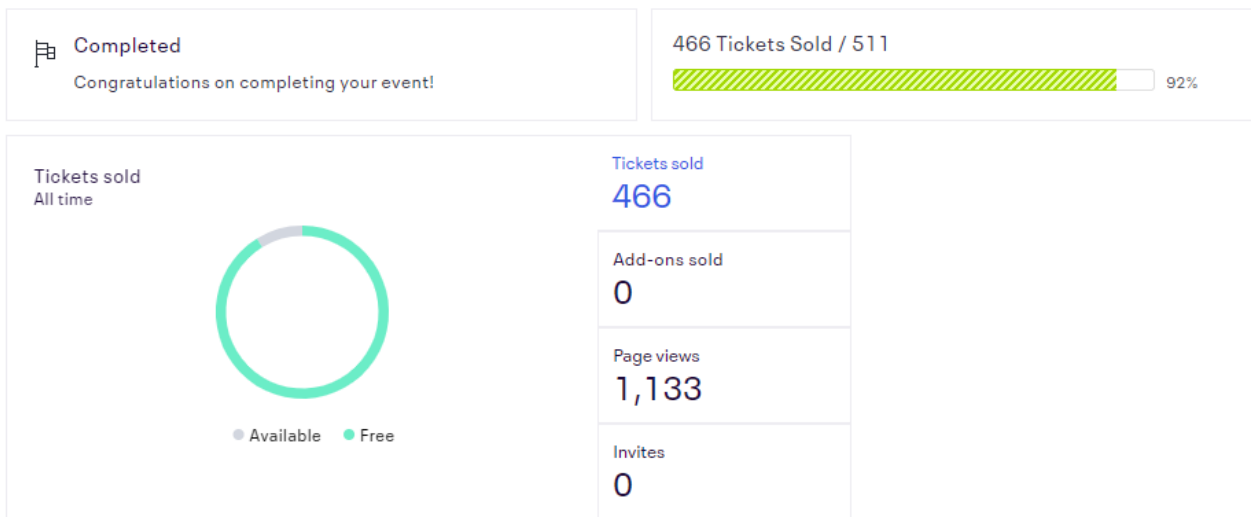 Completed
Congratulations on completing your event!
466 Tickets Sold / 511
92%
Tickets sold
All time
Available
Free
Tickets sold
466
Add-ons sold
0
Page views
1,133
Invites
0